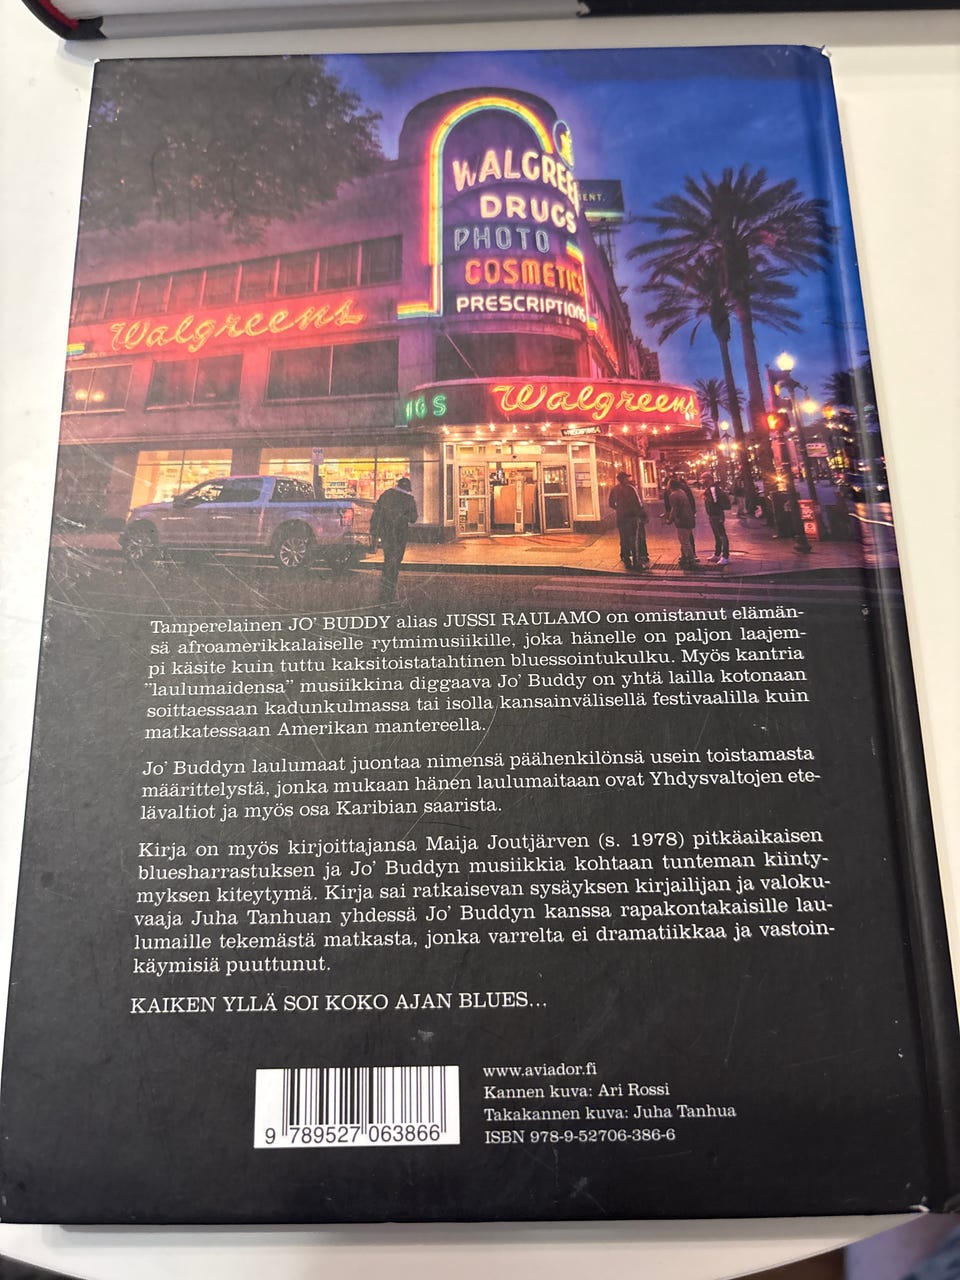 WALGREE
ENT.
DRUGS
PHOTO
COSMETICS
PRESCRIPTIONS
Walgreens
Walgreens
GS
Tamperelainen JO' BUDDY alias JUSSI RAULAMO on omistanut elämän-
sä afroamerikkalaiselle rytmimusiikille, joka hänelle on paljon laajem-
pi käsite kuin tuttu kaksitoistatahtinen bluessointukulku. Myös kantria
"laulumaidensa" musiikkina diggaava Jo' Buddy on yhtä lailla kotonaan
soittaessaan kadunkulmassa tai isolla kansainvälisellä festivaalilla kuin
matkatessaan Amerikan mantereella.
Jo' Buddyn laulumaat juontaa nimensä päähenkilönsä usein toistamasta
määrittelystä, jonka mukaan hänen laulumaitaan ovat Yhdysvaltojen ete-
lävaltiot ja myös osa Karibian saarista.
Kirja on myös kirjoittajansa Maija Joutjärven (s. 1978) pitkäaikaisen
bluesharrastuksen ja Jo' Buddyn musiikkia kohtaan tunteman kiinty-
myksen kiteytymä. Kirja sai ratkaisevan sysäyksen kirjailijan ja valoku-
vaaja Juha Tanhuan yhdessä Jo' Buddyn kanssa rapakontakaisille lau-
lumaille tekemästä matkasta, jonka varrelta ei dramatiikkaa ja vastoin-
käymisiä puuttunut.
KAIKEN YLLÄ SOI KOKO AJAN BLUES...
www.aviador.fi
Kannen kuva: Ari Rossi
Takakannen kuva: Juha Tanhua
ISBN 978-9-52706-386-6
9 789527 063866